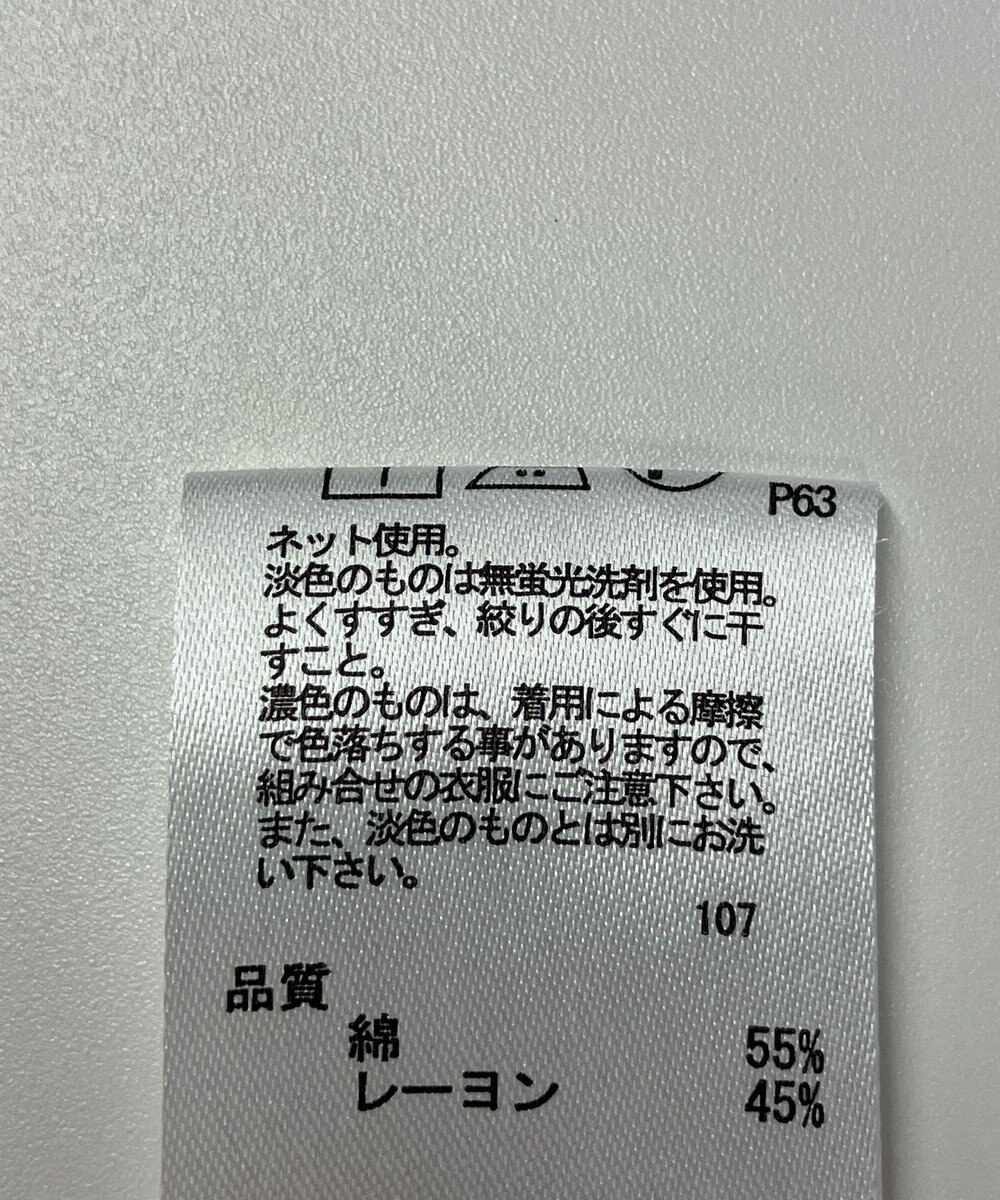 P63
ネット使用。
淡色のものは無蛍光洗剤を使用。
よくすすぎ、絞りの後すぐに干
すこと。
濃色のものは、着用による摩擦
で色落ちする事がありますので、
組み合せの衣服にご注意下さい。
また、淡色のものとは別にお洗
い下さい。
107
品質
綿 55%
レーヨン 45%